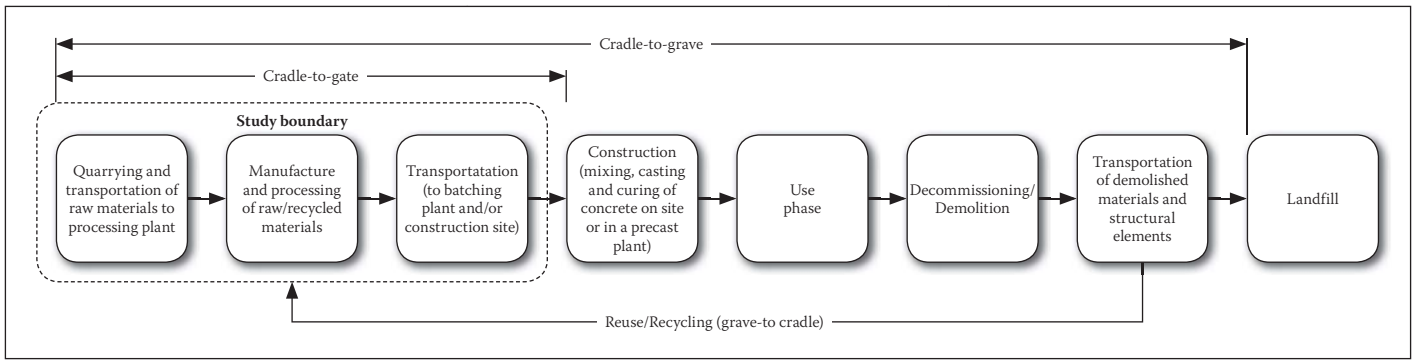 Cradle-to-grave
Cradle-to-gate
Study boundary
Quarrying and
transportation of
raw materials to
processing plant
Manufacture
and processing
of raw/recycled
materials
Transportatation
(to batching
plant and/or
construction site)
Construction
(mixing, casting
and curing of
concrete on site
or in a precast
plant)
Use
phase
Decommissioning/
Demolition
Transportation
of demolished
materials and
structural
elements
Landfill
Reuse/Recycling (grave-to cradle)